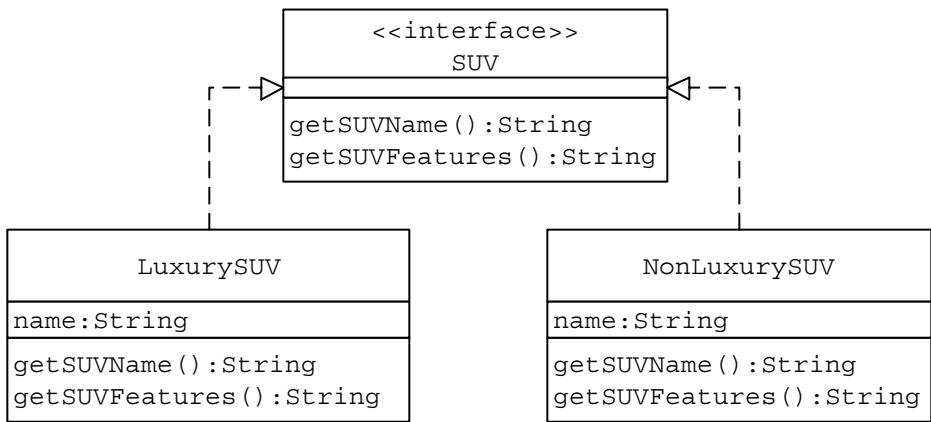 <<interface>>
SUV
getSUVName():String
getSUVFeatures():String
LuxurySUV
name:String
getSUVName():String
getSUVFeatures():String
NonLuxurySUV
name:String
getSUVName():String
getSUVFeatures():String